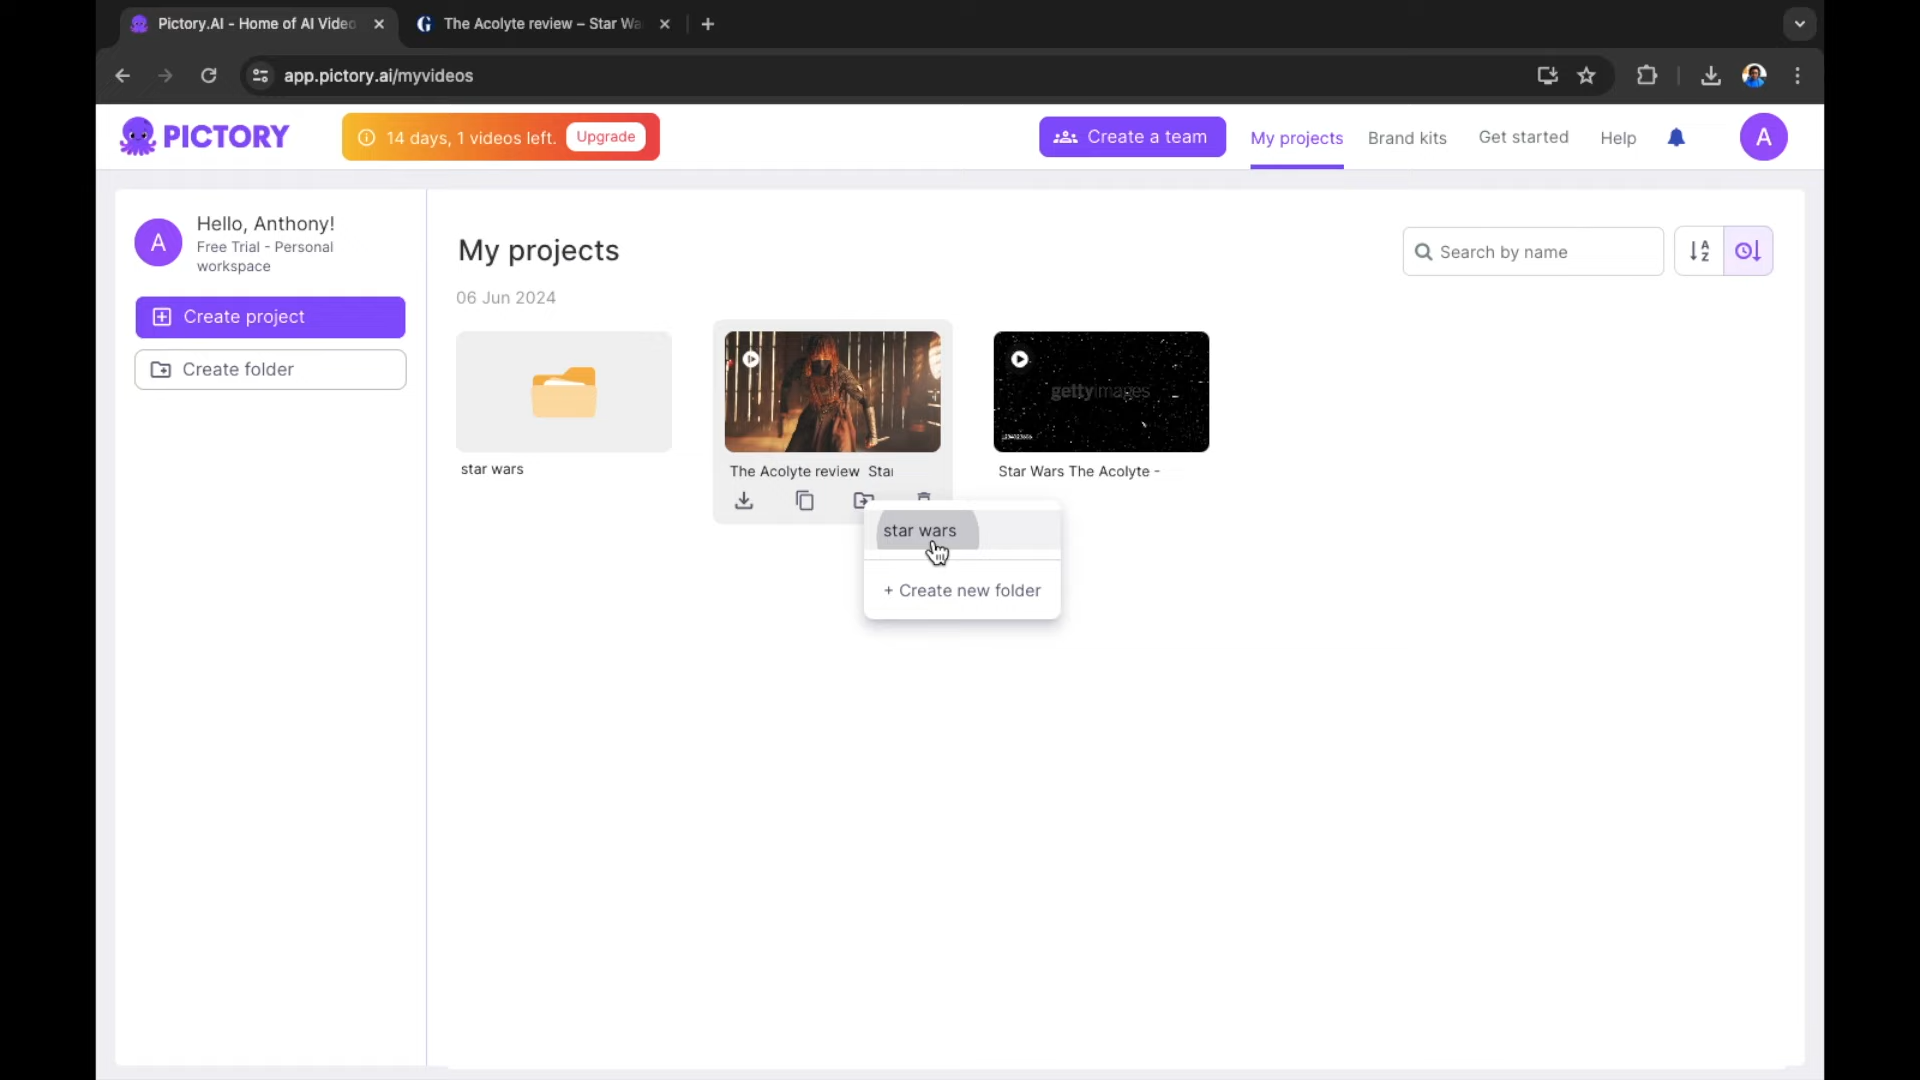 Pictory.AI - Home of AI Video
The Acolyte review – Star Wa
app.pictory.ai/myvideos
PICTORY
14 days, 1 videos left.
Upgrade
Create a team
My projects
Brand kits
Get started
Help
A
A
Hello, Anthony!
Free Trial - Personal
workspace
Create project
Create folder
My projects
Search by name
A
Z
06 Jun 2024
gettyimages
star wars
The Acolyte review Star
Star Wars The Acolyte -
star wars
+ Create new folder